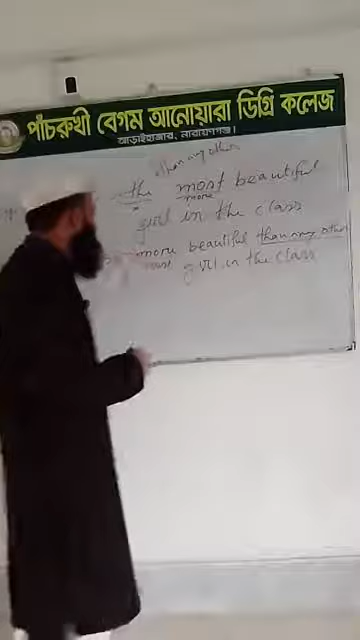 পাঁচরুখী বেগম আনোয়ারা ডিগ্রি কলেজ
আড়াইহাজার, নারায়ণগঞ্জ।
than any other
the most beautiful
more
girl in the class
more beautiful than any other
most girl in the class